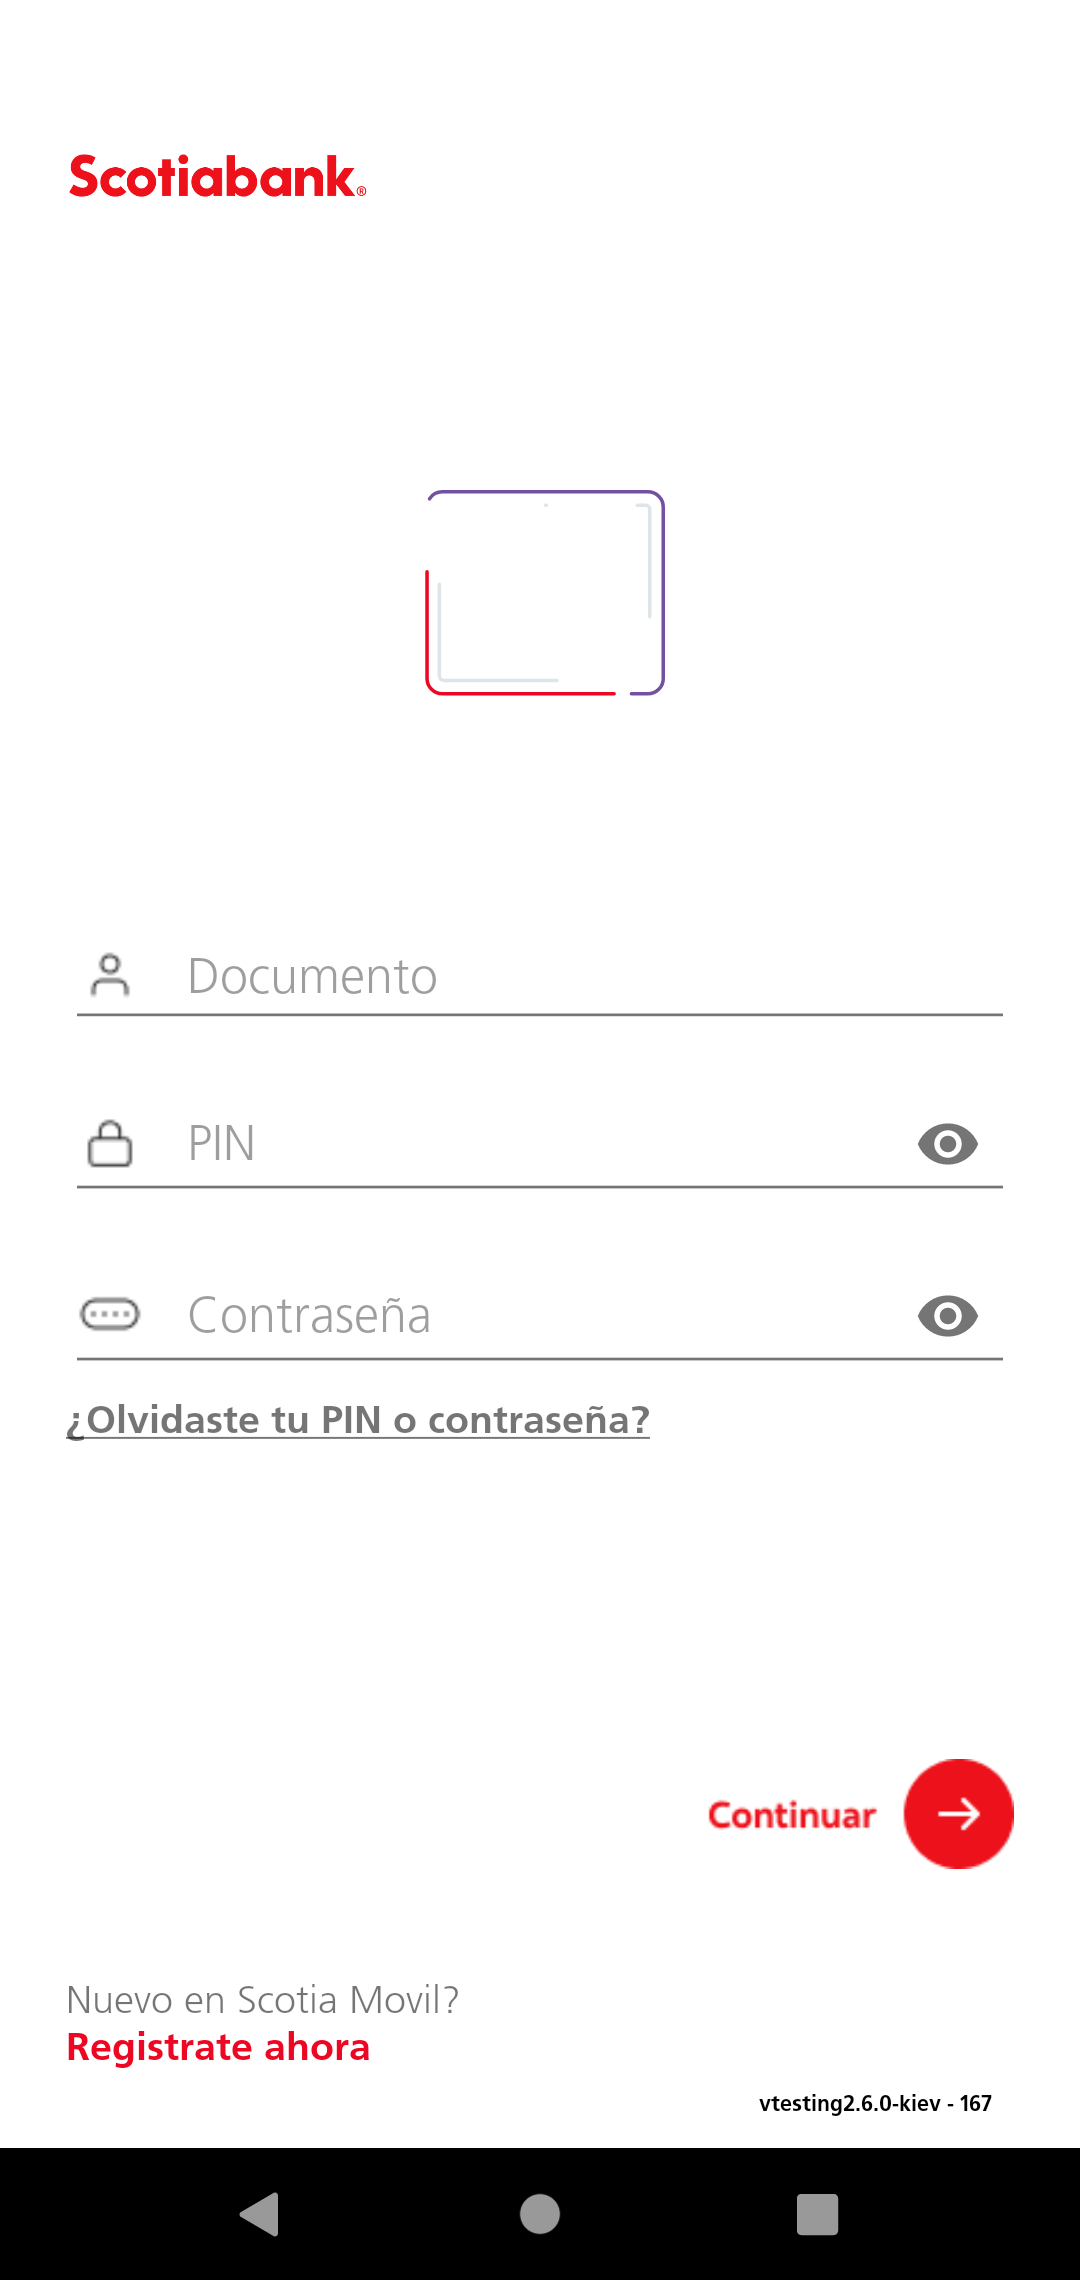 Scotiabank®
Documento
PIN
Contraseña
¿Olvidaste tu PIN o contraseña?
Continuar
Nuevo en Scotia Movil?
Registrate ahora
vtesting2.6.0-kiev - 167